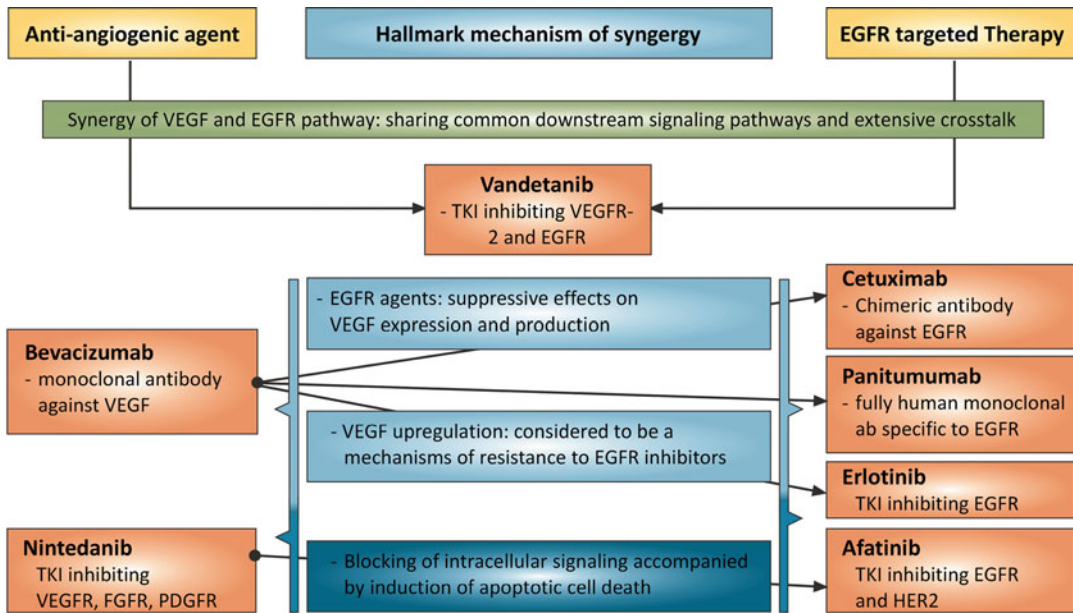 Anti-angiogenic agent
Hallmark mechanism of syngergy
EGFR targeted Therapy
Synergy of VEGF and EGFR pathway: sharing common downstream signaling pathways and extensive crosstalk
Vandetanib
- TKI inhibiting VEGFR-
2 and EGFR
Bevacizumab
- monoclonal antibody
against VEGF
Nintedanib
TKI inhibiting
VEGFR, FGFR, PDGFR
- EGFR agents: suppressive effects on
VEGF expression and production
- VEGF upregulation: considered to be a
mechanisms of resistance to EGFR inhibitors
- Blocking of intracellular signaling accompanied
by induction of apoptotic cell death
Cetuximab
- Chimeric antibody
against EGFR
Panitumumab
- fully human monoclonal
ab specific to EGFR
Erlotinib
TKI inhibiting EGFR
Afatinib
TKI inhibiting EGFR
and HER2